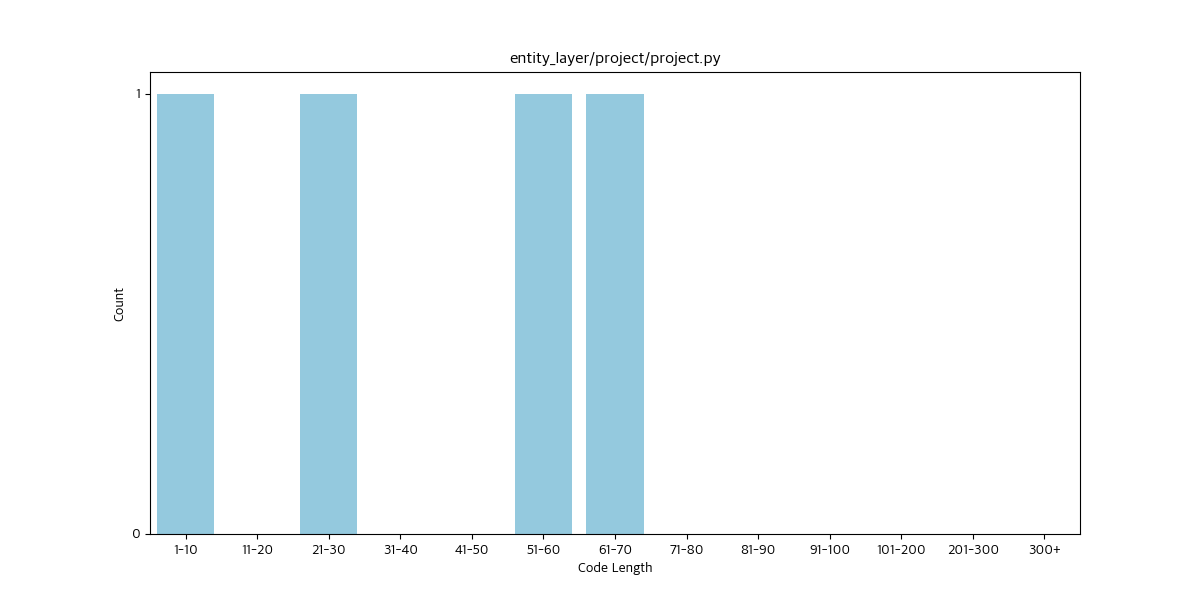 entity_layer/project/project.py
1
Count
0
1-10 11-20 21-30 31-40 41-50 51-60 61-70 71-80 81-90 91-100 101-200 201-300 300+
Code Length